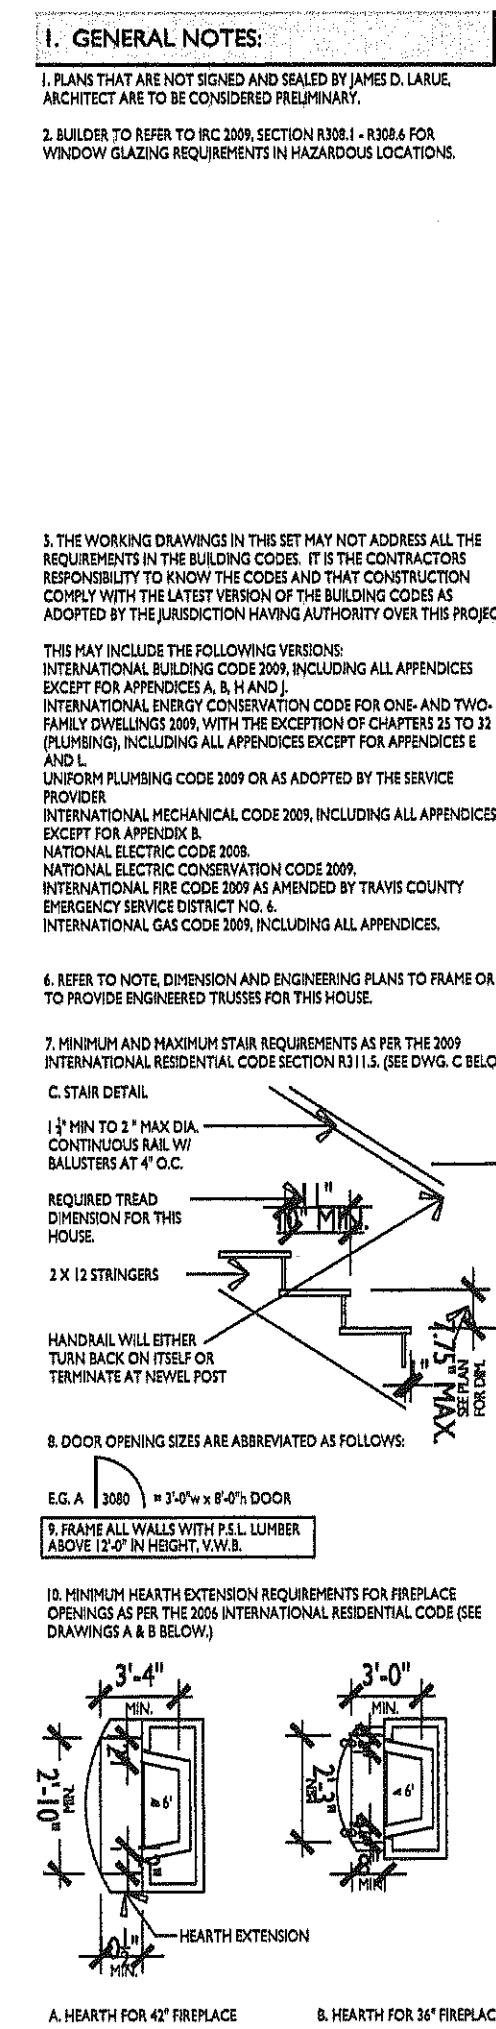 I. GENERAL NOTES:
1. PLANS THAT ARE NOT SIGNED AND SEALED BY JAMES D. LARUE,
ARCHITECT ARE TO BE CONSIDERED PRELIMINARY.
2. BUILDER TO REFER TO IRC 2009, SECTION R308.1 - R308.6 FOR
WINDOW GLAZING REQUIREMENTS IN HAZARDOUS LOCATIONS.
3. THE WORKING DRAWINGS IN THIS SET MAY NOT ADDRESS ALL THE
REQUIREMENTS IN THE BUILDING CODES. IT IS THE CONTRACTORS
RESPONSIBILITY TO KNOW THE CODES AND THAT CONSTRUCTION
COMPLY WITH THE LATEST VERSION OF THE BUILDING CODES AS
ADOPTED BY THE JURISDICTION HAVING AUTHORITY OVER THIS PROJEC
THIS MAY INCLUDE THE FOLLOWING VERSIONS:
INTERNATIONAL BUILDING CODE 2009, INCLUDING ALL APPENDICES
EXCEPT FOR APPENDICES A, B, H AND J.
INTERNATIONAL ENERGY CONSERVATION CODE FOR ONE- AND TWO-
FAMILY DWELLINGS 2009, WITH THE EXCEPTION OF CHAPTERS 25 TO 32
(PLUMBING), INCLUDING ALL APPENDICES EXCEPT FOR APPENDICES E
AND L.
UNIFORM PLUMBING CODE 2009 OR AS ADOPTED BY THE SERVICE
PROVIDER
INTERNATIONAL MECHANICAL CODE 2009, INCLUDING ALL APPENDICES
EXCEPT FOR APPENDIX B.
NATIONAL ELECTRIC CODE 2008.
NATIONAL ELECTRIC CONSERVATION CODE 2009.
INTERNATIONAL FIRE CODE 2009 AS AMENDED BY TRAVIS COUNTY
EMERGENCY SERVICE DISTRICT NO. 6.
INTERNATIONAL GAS CODE 2009, INCLUDING ALL APPENDICES.
6. REFER TO NOTE, DIMENSION AND ENGINEERING PLANS TO FRAME OR
TO PROVIDE ENGINEERED TRUSSES FOR THIS HOUSE.
7. MINIMUM AND MAXIMUM STAIR REQUIREMENTS AS PER THE 2009
INTERNATIONAL RESIDENTIAL CODE SECTION R311.5. (SEE DWG. C BELO
C. STAIR DETAIL
MIN TO 2" MAX DIA.
CONTINUOUS RAIL W/
BALUSTERS AT 4" O.C.
REQUIRED TREAD
DIMENSION FOR THIS
HOUSE.
11"
10" MIN.
2 X 12 STRINGERS
HANDRAIL WILL EITHER
TURN BACK ON ITSELF OR
TERMINATE AT NEWEL POST
7.75" MAX.
SEE PLAN
FOR DIM.
8. DOOR OPENING SIZES ARE ABBREVIATED AS FOLLOWS:
E.G. A 3080 = 3'-0"w x 8'-0"h DOOR
9. FRAME ALL WALLS WITH P.S.L. LUMBER
ABOVE 12'-0" IN HEIGHT, V.W.B.
10. MINIMUM HEARTH EXTENSION REQUIREMENTS FOR FIREPLACE
OPENINGS AS PER THE 2006 INTERNATIONAL RESIDENTIAL CODE (SEE
DRAWINGS A & B BELOW.)
3'-4"
MIN.
2'-10"
MIN.
6'
MIN.
HEARTH EXTENSION
3'-0"
MIN.
2'-3"
MIN.
6'
8"
MIN
A. HEARTH FOR 42" FIREPLACE
B. HEARTH FOR 36" FIREPLAC